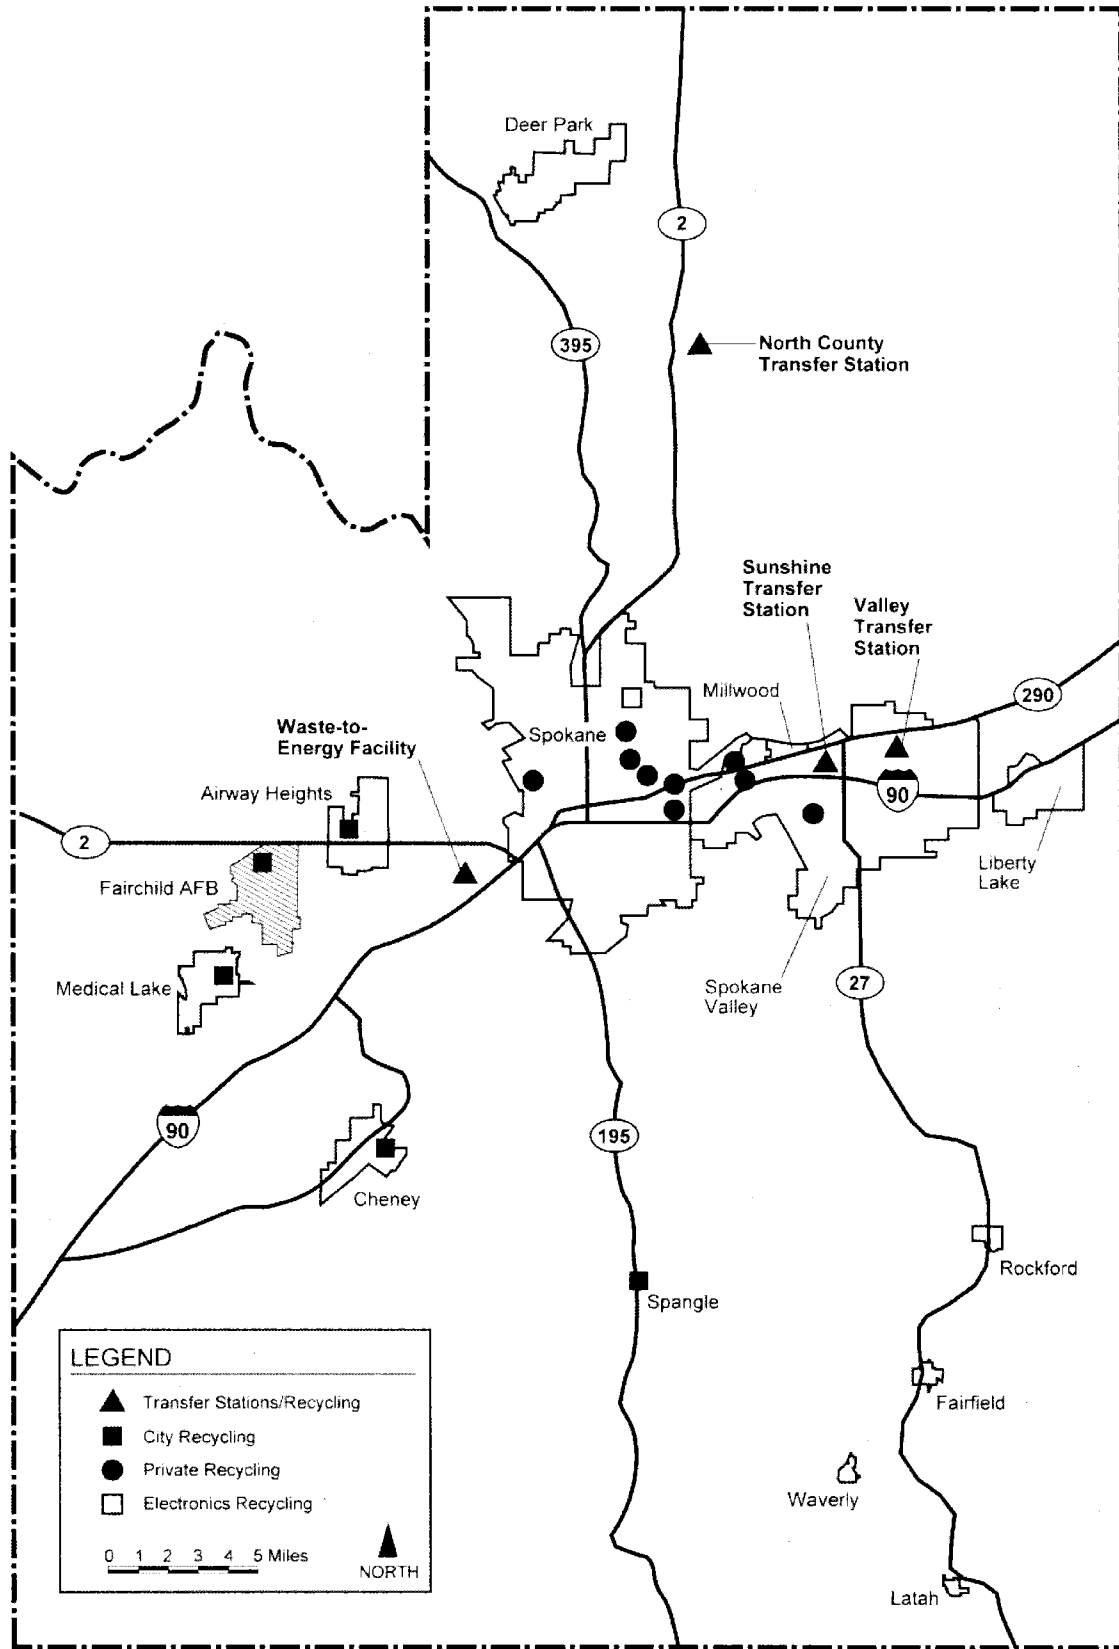 Deer Park
2
395
North County
Transfer Station
Sunshine
Transfer
Station
Valley
Transfer
Station
Millwood
290
Waste-to-
Energy Facility
Spokane
Airway Heights
90
2
Fairchild AFB
Liberty
Lake
Medical Lake
Spokane
Valley
27
90
195
Cheney
Rockford
Spangle
LEGEND
Transfer Stations/Recycling
City Recycling
Private Recycling
Electronics Recycling
0 1 2 3 4 5 Miles
NORTH
Fairfield
Waverly
Latah